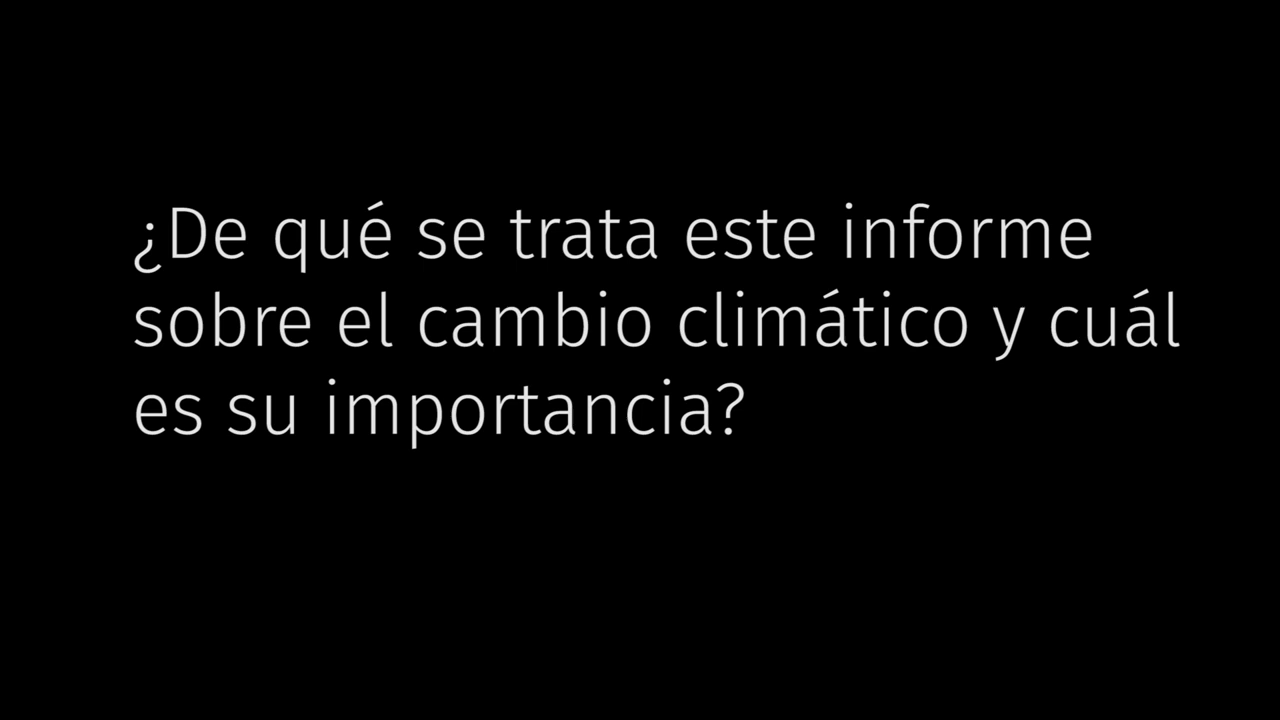 ¿De qué se trata este informe
sobre el cambio climático y cuál
es su importancia?